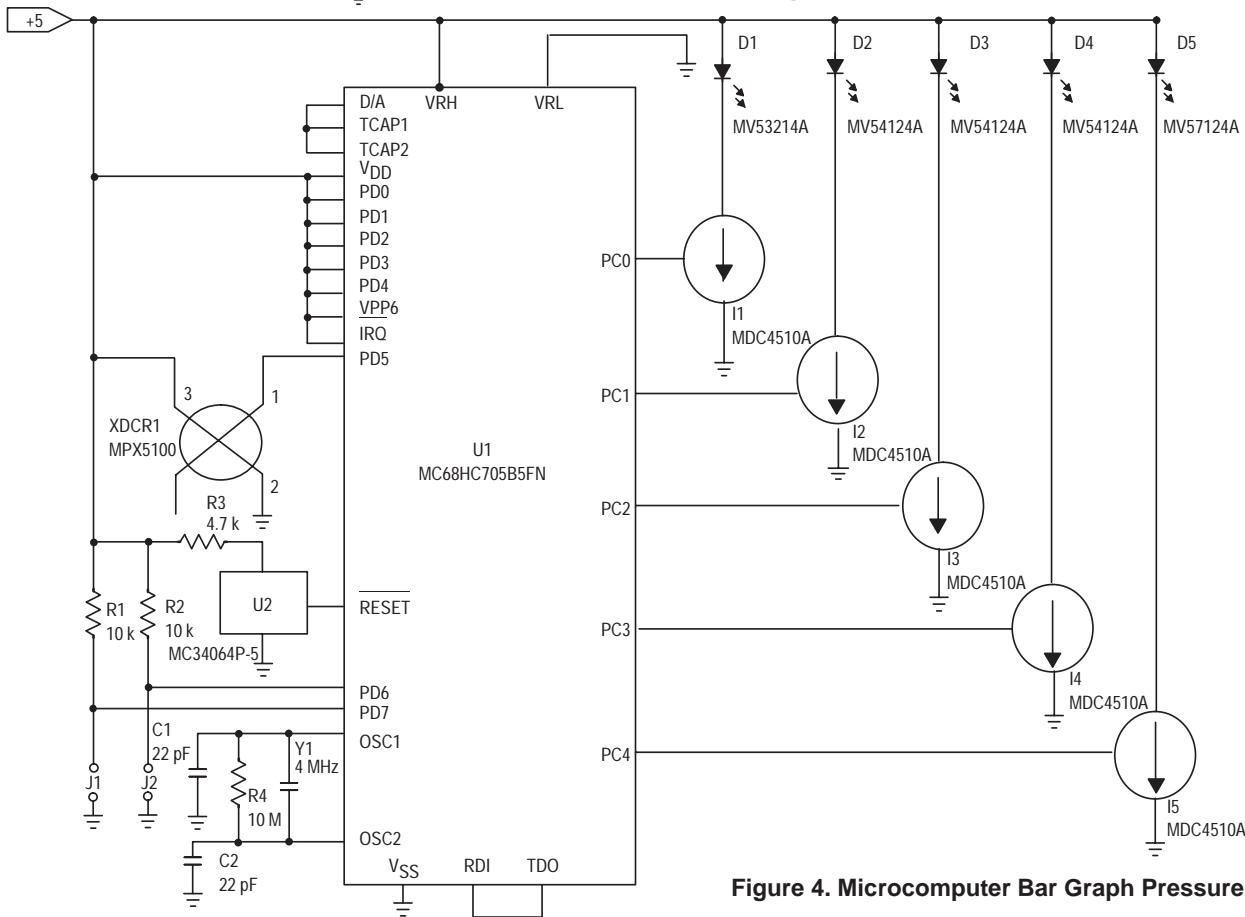 +5
D1
D2
D3
D4
D5
MV53214A
MV54124A
MV54124A
MV54124A
MV57124A
D/A
TCAP1
TCAP2
VDD
PD0
PD1
PD2
PD3
PD4
VPP6
IRQ
PD5
VRH
VRL
3
1
2
XDCR1
MPX5100
R3
4.7 k
U1
MC68HC705B5FN
PC0
PC1
PC2
PC3
PC4
I1
MDC4510A
I2
MDC4510A
I3
MDC4510A
I4
MDC4510A
I5
MDC4510A
R1
10 k
R2
10 k
U2
MC34064P-5
RESET
PD6
PD7
OSC1
OSC2
C1
22 pF
Y1
4 MHz
R4
10 M
J1
J2
C2
22 pF
VSS
RDI
TDO
Figure 4. Microcomputer Bar Graph Pressure